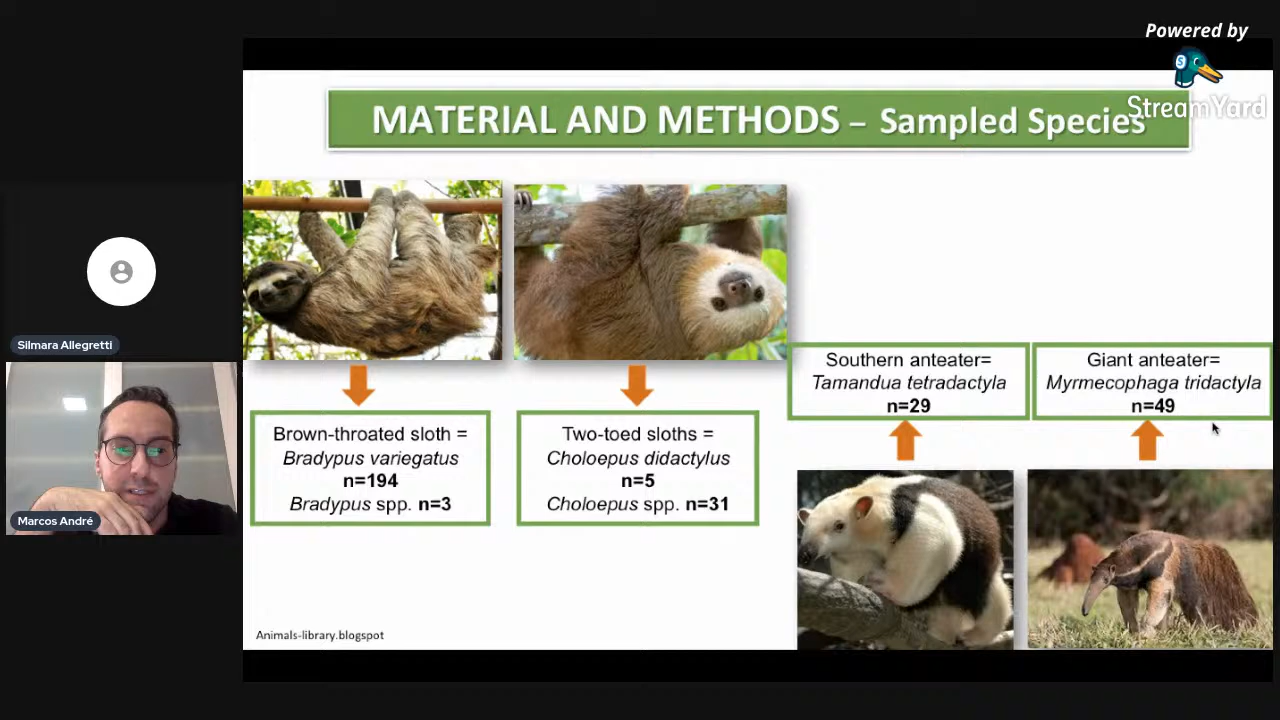 Powered by
StreamYard
MATERIAL AND METHODS – Sampled Species
Brown-throated sloth =
Bradypus variegatus
n=194
Bradypus spp. n=3
Two-toed sloths =
Choloepus didactylus
n=5
Choloepus spp. n=31
Southern anteater=
Tamandua tetradactyla
n=29
Giant anteater=
Myrmecophaga tridactyla
n=49
Silmara Allegretti
Marcos André
Animals-library.blogspot